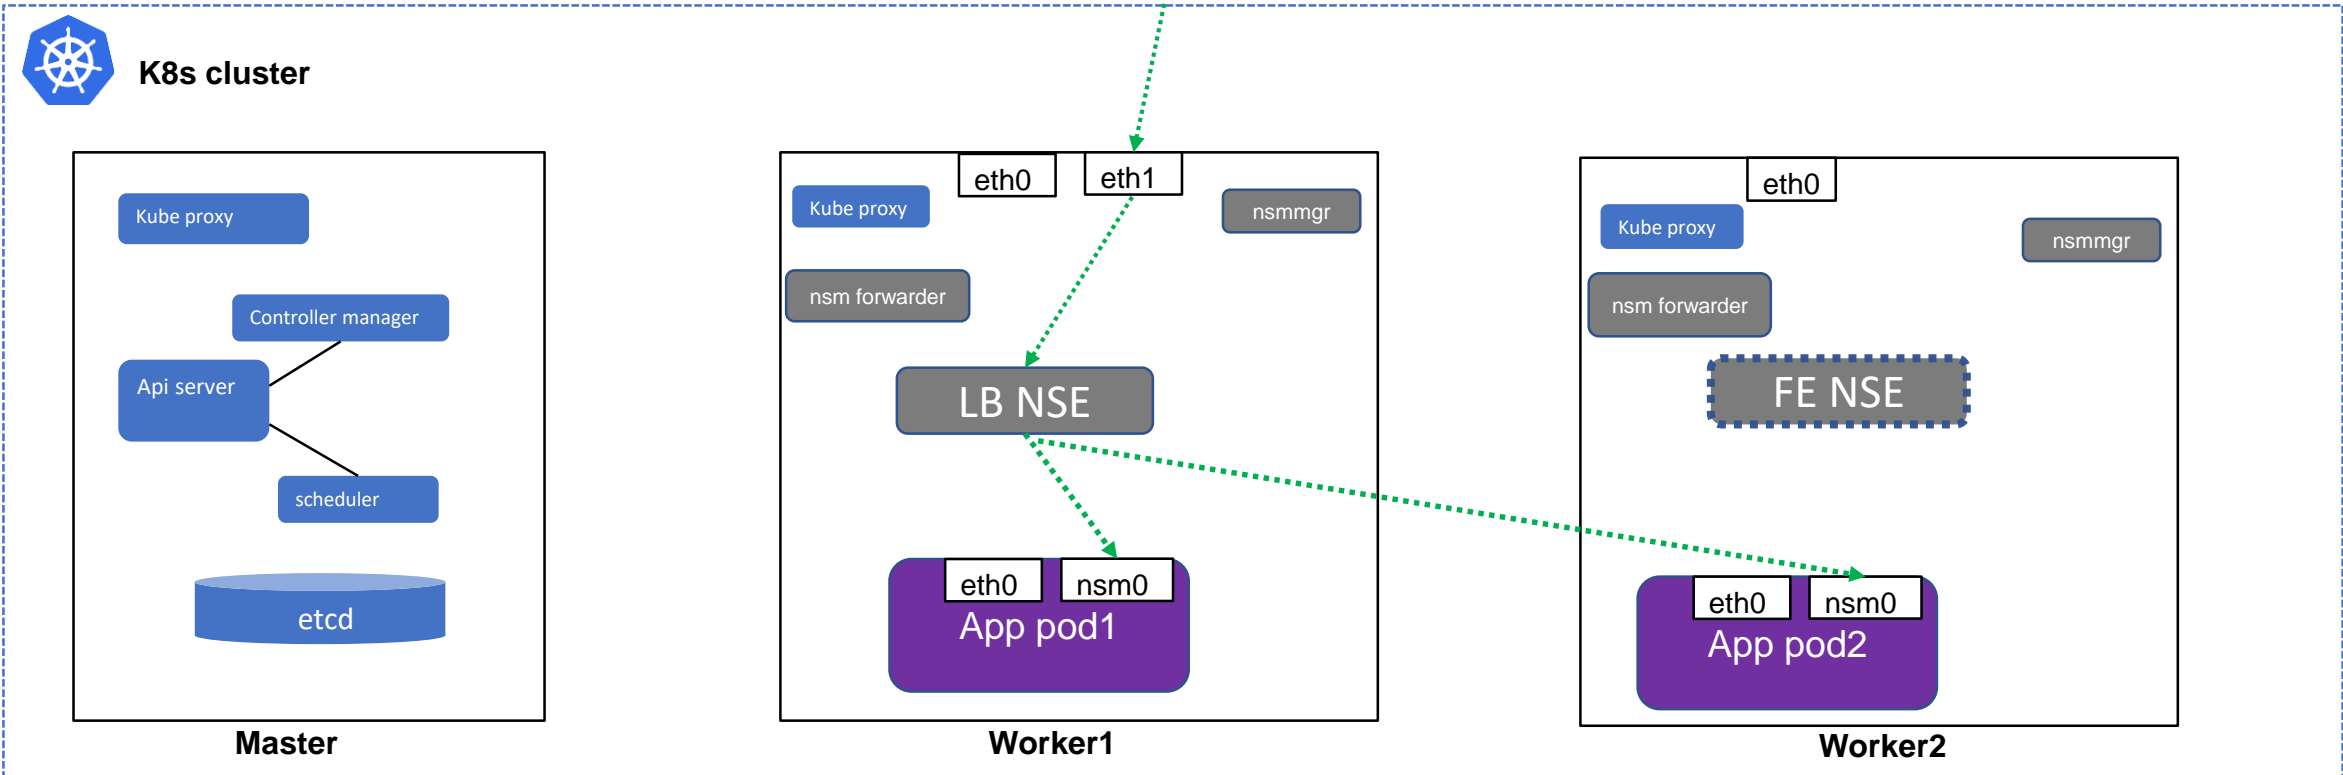 K8s cluster
Kube proxy
Controller manager
Api server
scheduler
etcd
Master
eth0
eth1
Kube proxy
nsmmgr
nsm forwarder
LB NSE
eth0
nsm0
App pod1
Worker1
eth0
Kube proxy
nsmmgr
nsm forwarder
FE NSE
eth0
nsm0
App pod2
Worker2